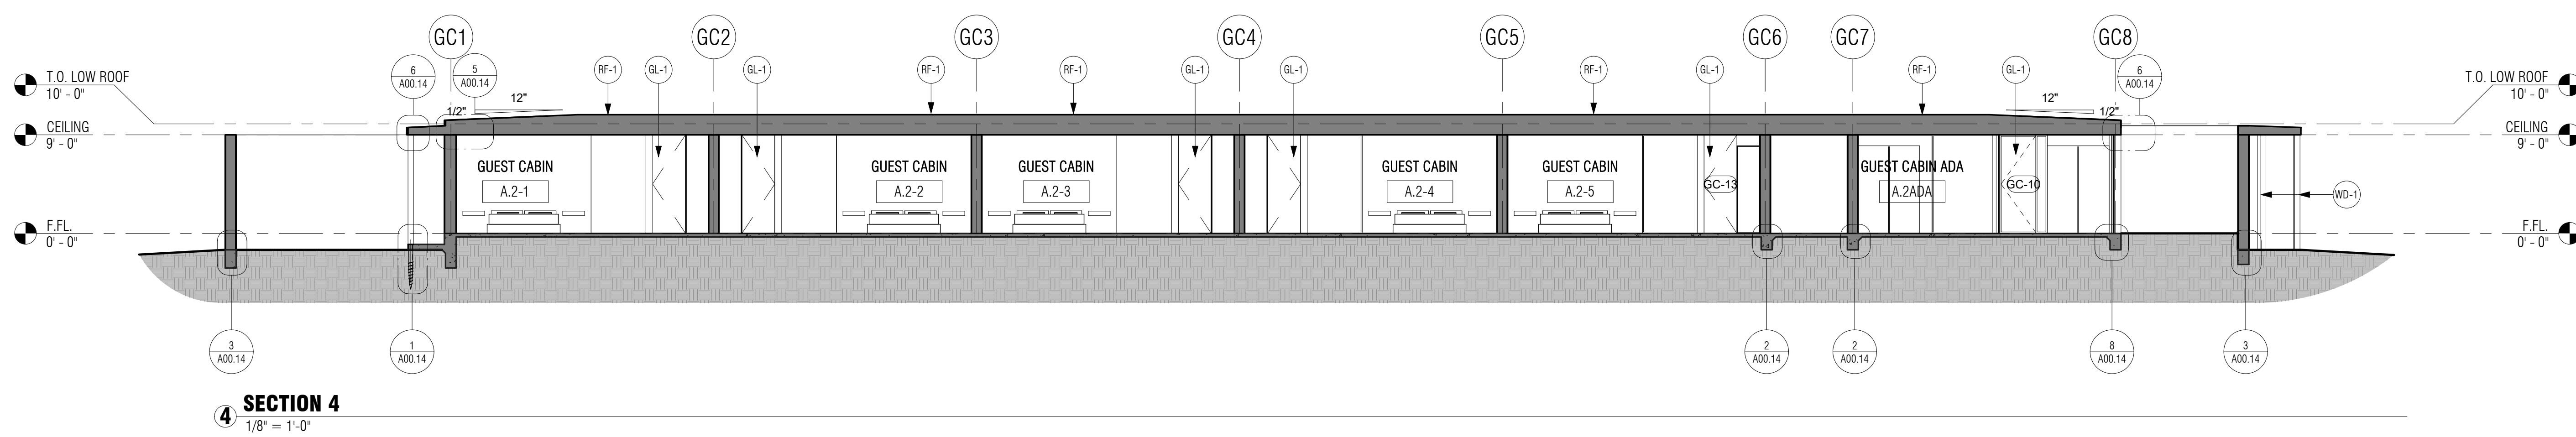 GC1 GC2 GC3 GC4 GC5 GC6 GC7 GC8
6
A00.14
5
A00.14
RF-1 GL-1 GL-1 RF-1 RF-1 GL-1 GL-1 RF-1 GL-1 RF-1 GL-1
6
A00.14
T.O. LOW ROOF
10' - 0"
T.O. LOW ROOF
10' - 0"
12"
1/2"
12"
1/2"
CEILING
9' - 0"
CEILING
9' - 0"
GUEST CABIN
A.2-1
GUEST CABIN
A.2-2
GUEST CABIN
A.2-3
GUEST CABIN
A.2-4
GUEST CABIN
A.2-5
GC-13
GUEST CABIN ADA
A.2ADA
GC-10
WD-1
F.FL.
0' - 0"
F.FL.
0' - 0"
3
A00.14
1
A00.14
2
A00.14
2
A00.14
8
A00.14
3
A00.14
4 SECTION 4
1/8" = 1'-0"